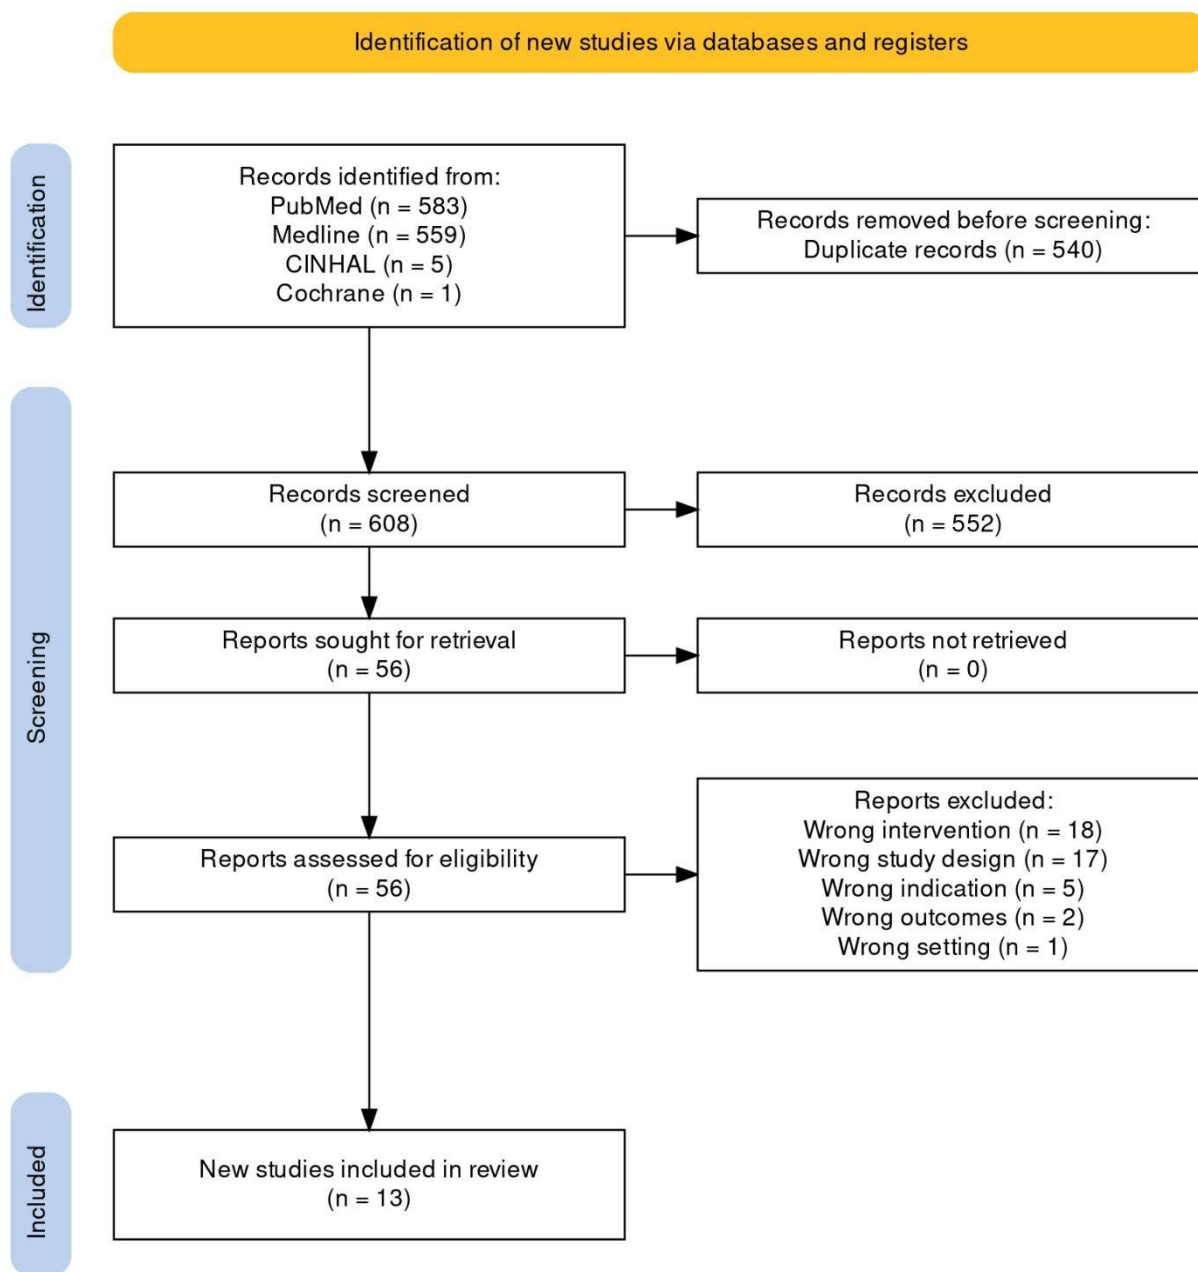 Identification of new studies via databases and registers
Identification
Records identified from:
PubMed (n = 583)
Medline (n = 559)
CINHAL (n = 5)
Cochrane (n = 1)
Records removed before screening:
Duplicate records (n = 540)
Screening
Records screened
(n = 608)
Records excluded
(n = 552)
Reports sought for retrieval
(n = 56)
Reports not retrieved
(n = 0)
Reports assessed for eligibility
(n = 56)
Reports excluded:
Wrong intervention (n = 18)
Wrong study design (n = 17)
Wrong indication (n = 5)
Wrong outcomes (n = 2)
Wrong setting (n = 1)
Included
New studies included in review
(n = 13)